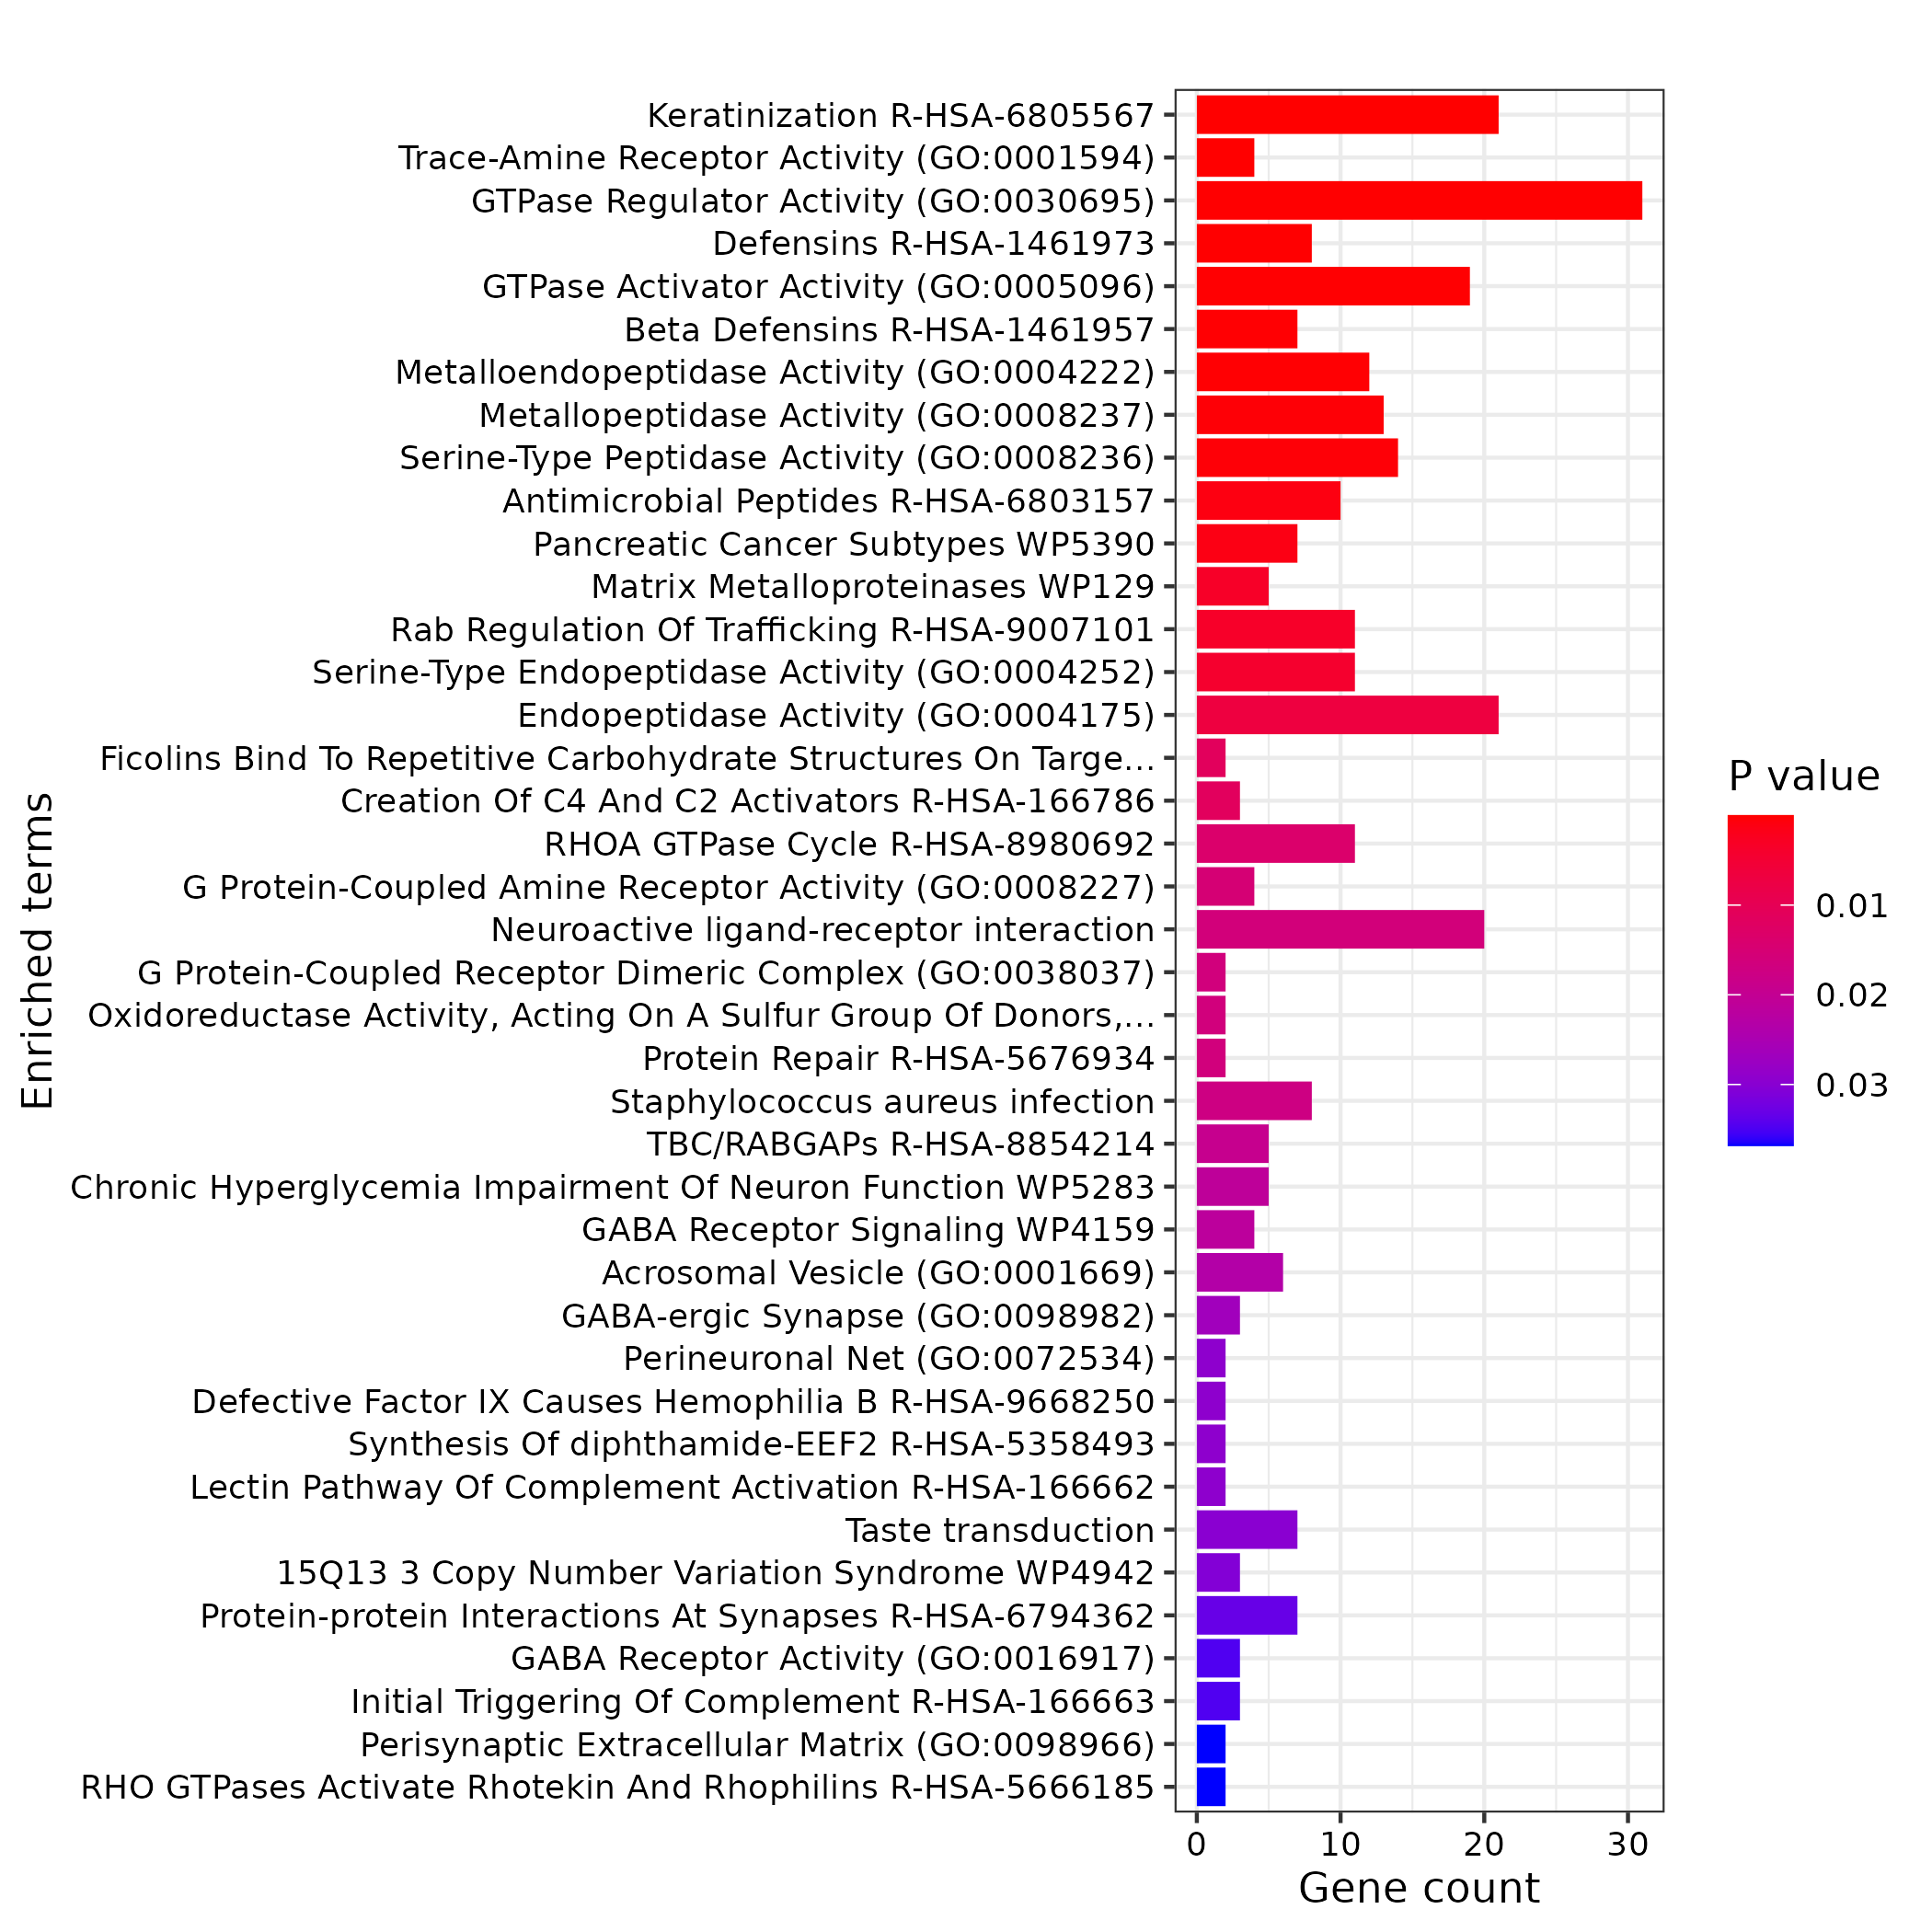 Keratinization R-HSA-6805567
Trace-Amine Receptor Activity (GO:0001594)
GTPase Regulator Activity (GO:0030695)
Defensins R-HSA-1461973
GTPase Activator Activity (GO:0005096)
Beta Defensins R-HSA-1461957
Metalloendopeptidase Activity (GO:0004222)
Metallopeptidase Activity (GO:0008237)
Serine-Type Peptidase Activity (GO:0008236)
Antimicrobial Peptides R-HSA-6803157
Pancreatic Cancer Subtypes WP5390
Matrix Metalloproteinases WP129
Rab Regulation Of Trafficking R-HSA-9007101
Serine-Type Endopeptidase Activity (GO:0004252)
Endopeptidase Activity (GO:0004175)
Ficolins Bind To Repetitive Carbohydrate Structures On Targe...
Creation Of C4 And C2 Activators R-HSA-166786
RHOA GTPase Cycle R-HSA-8980692
G Protein-Coupled Amine Receptor Activity (GO:0008227)
Neuroactive ligand-receptor interaction
G Protein-Coupled Receptor Dimeric Complex (GO:0038037)
Oxidoreductase Activity, Acting On A Sulfur Group Of Donors,...
Protein Repair R-HSA-5676934
Staphylococcus aureus infection
TBC/RABGAPs R-HSA-8854214
Chronic Hyperglycemia Impairment Of Neuron Function WP5283
GABA Receptor Signaling WP4159
Acrosomal Vesicle (GO:0001669)
GABA-ergic Synapse (GO:0098982)
Perineuronal Net (GO:0072534)
Defective Factor IX Causes Hemophilia B R-HSA-9668250
Synthesis Of diphthamide-EEF2 R-HSA-5358493
Lectin Pathway Of Complement Activation R-HSA-166662
Taste transduction
15Q13 3 Copy Number Variation Syndrome WP4942
Protein-protein Interactions At Synapses R-HSA-6794362
GABA Receptor Activity (GO:0016917)
Initial Triggering Of Complement R-HSA-166663
Perisynaptic Extracellular Matrix (GO:0098966)
RHO GTPases Activate Rhotekin And Rhophilins R-HSA-5666185
Enriched terms
0 10 20 30
Gene count
P value
0.01
0.02
0.03